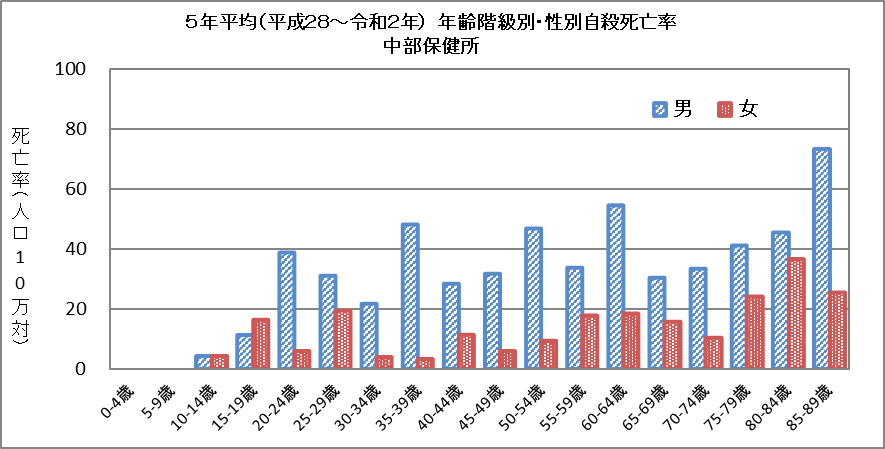 ５年平均（平成２８～令和２年） 年齢階級別・性別自殺死亡率
中部保健所
死亡率（人口１０万対）
100
80
60
40
20
0
男 女
0-4歳 5-9歳 10-14歳 15-19歳 20-24歳 25-29歳 30-34歳 35-39歳 40-44歳 45-49歳 50-54歳 55-59歳 60-64歳 65-69歳 70-74歳 75-79歳 80-84歳 85-89歳